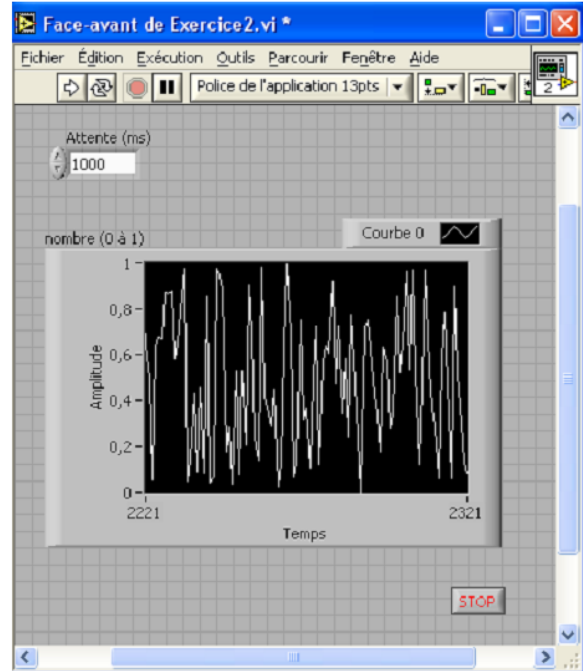 Face-avant de Exercice2.vi *
Fichier Édition Exécution Outils Parcourir Fenêtre Aide
Police de l'application 13pts
2
Attente (ms)
1000
nombre (0 à 1)
Courbe 0
1
0,8
0,6
0,4
0,2
0
Amplitude
2221
2321
Temps
STOP